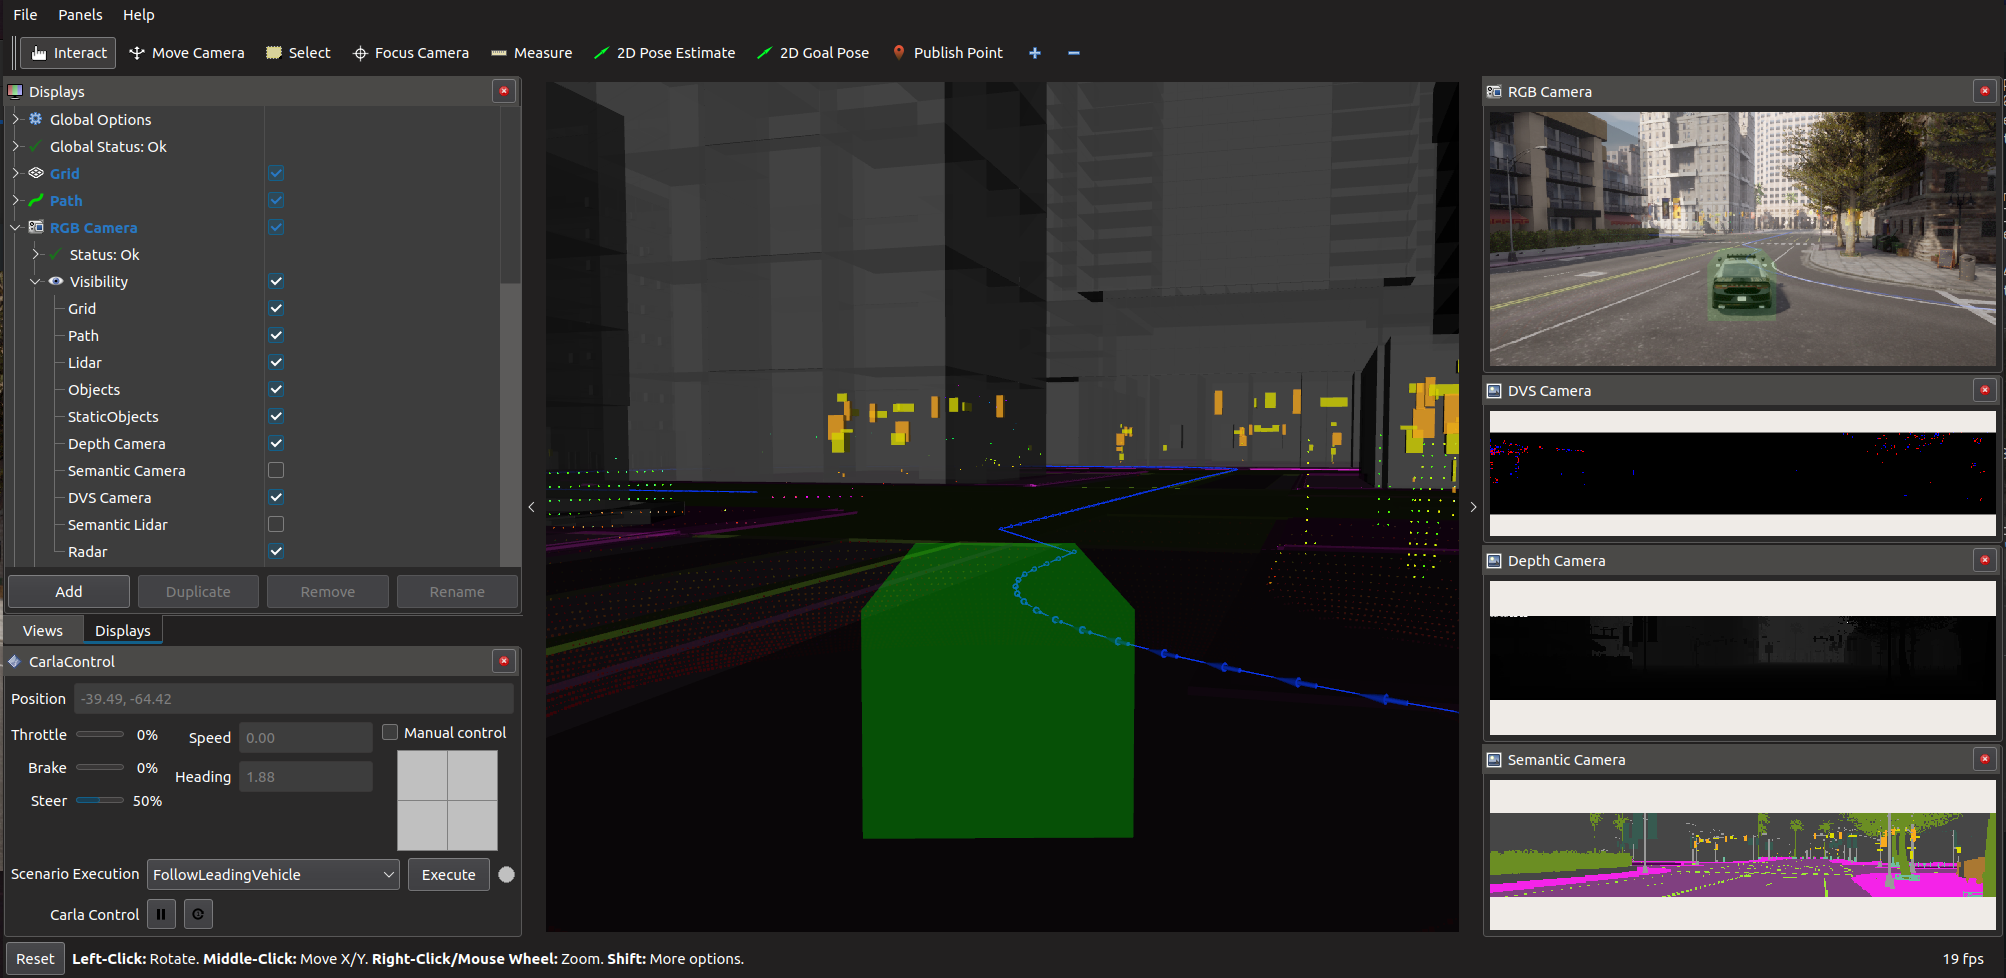 File Panels Help
Interact Move Camera Select Focus Camera Measure 2D Pose Estimate 2D Goal Pose Publish Point
Displays
Global Options
Global Status: Ok
Grid
Path
RGB Camera
Status: Ok
Visibility
Grid
Path
Lidar
Objects
StaticObjects
Depth Camera
Semantic Camera
DVS Camera
Semantic Lidar
Radar
Add Duplicate Remove Rename
Views Displays
CarlaControl
Position -39.49, -64.42
Throttle 0% Speed 0.00 Manual control
Brake 0% Heading 1.88
Steer 50%
Scenario Execution FollowLeadingVehicle Execute
Carla Control
RGB Camera
DVS Camera
Depth Camera
Semantic Camera
Reset Left-Click: Rotate. Middle-Click: Move X/Y. Right-Click/Mouse Wheel: Zoom. Shift: More options. 19 fps